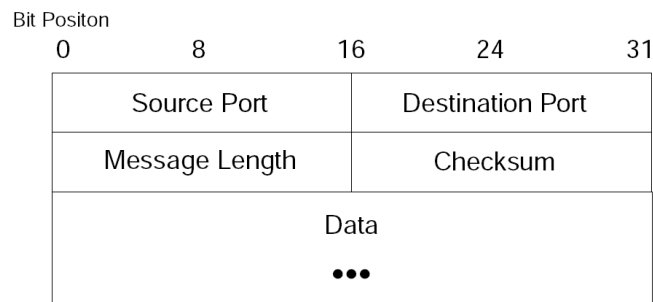 Bit Positon
0 8 16 24 31
Source Port Destination Port
Message Length Checksum
Data
•••